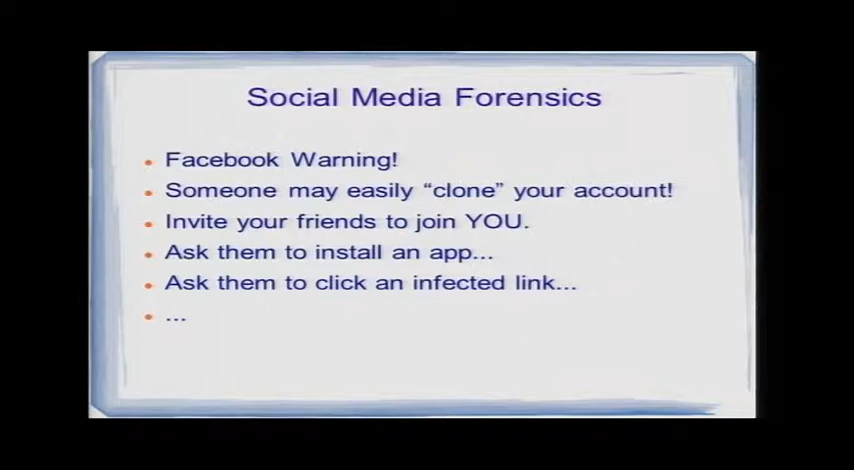 Social Media Forensics
• Facebook Warning!
• Someone may easily “clone” your account!
• Invite your friends to join YOU.
• Ask them to install an app...
• Ask them to click an infected link...
• ...